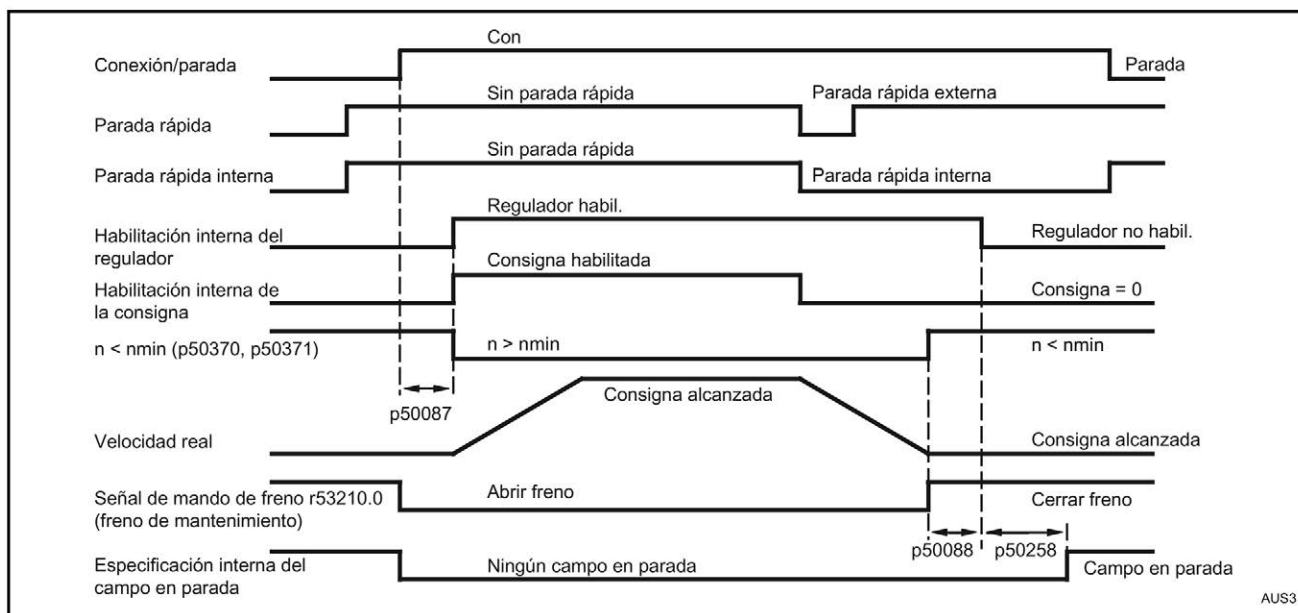 Con
Conexión/parada
Parada
Sin parada rápida
Parada rápida externa
Parada rápida
Sin parada rápida
Parada rápida interna
Parada rápida interna
Regulador habil.
Habilitación interna del
regulador
Regulador no habil.
Consigna habilitada
Habilitación interna de
la consigna
Consigna = 0
n < nmin (p50370, p50371)
n > nmin
n < nmin
p50087
Consigna alcanzada
Velocidad real
Consigna alcanzada
Señal de mando de freno r53210.0
(freno de mantenimiento)
Abrir freno
Cerrar freno
p50088
p50258
Especificación interna del
campo en parada
Ningún campo en parada
Campo en parada
AUS3